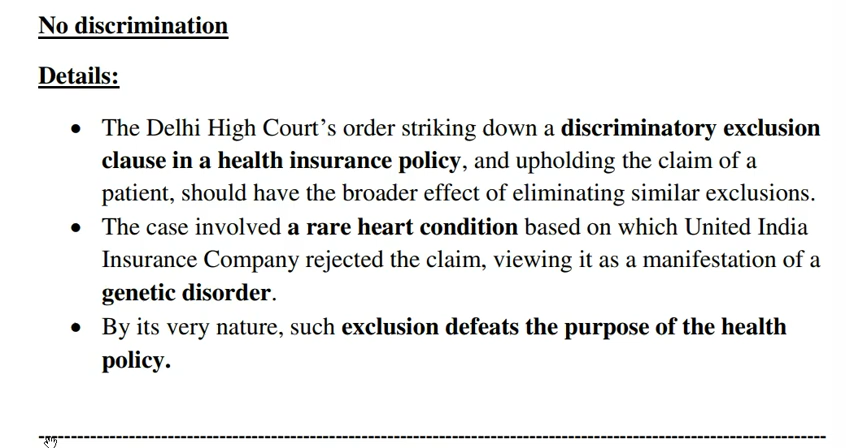 No discrimination
Details:
• The Delhi High Court’s order striking down a discriminatory exclusion
clause in a health insurance policy, and upholding the claim of a
patient, should have the broader effect of eliminating similar exclusions.
• The case involved a rare heart condition based on which United India
Insurance Company rejected the claim, viewing it as a manifestation of a
genetic disorder.
• By its very nature, such exclusion defeats the purpose of the health
policy.